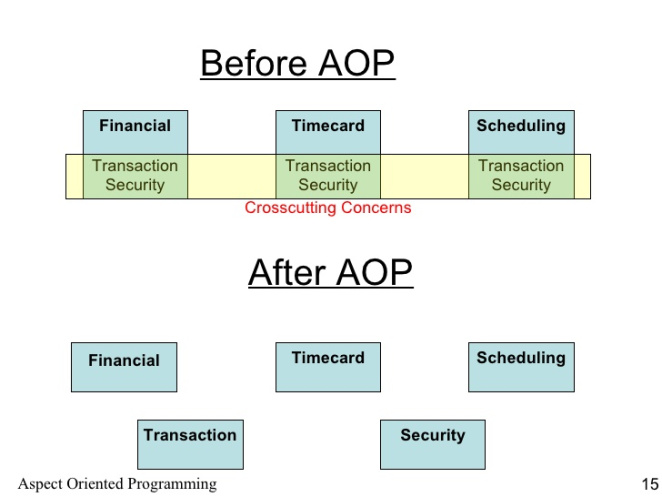 Before AOP
Financial
Timecard
Scheduling
Transaction
Security
Transaction
Security
Transaction
Security
Crosscutting Concerns
After AOP
Financial
Timecard
Scheduling
Transaction
Security
Aspect Oriented Programming
15